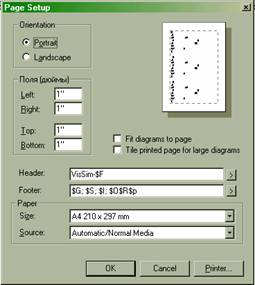 Page Setup
Orientation
Portrait
Landscape
Поля (дюймы)
Left: 1"
Right: 1"
Top: 1"
Bottom: 1"
Fit diagrams to page
Tile printed page for large diagrams
Header: VisSim-$F >
Footer: $G; $S; $I; $D$R$p >
Paper
Size: A4 210 x 297 mm
Source: Automatic/Normal Media
OK Cancel Printer...